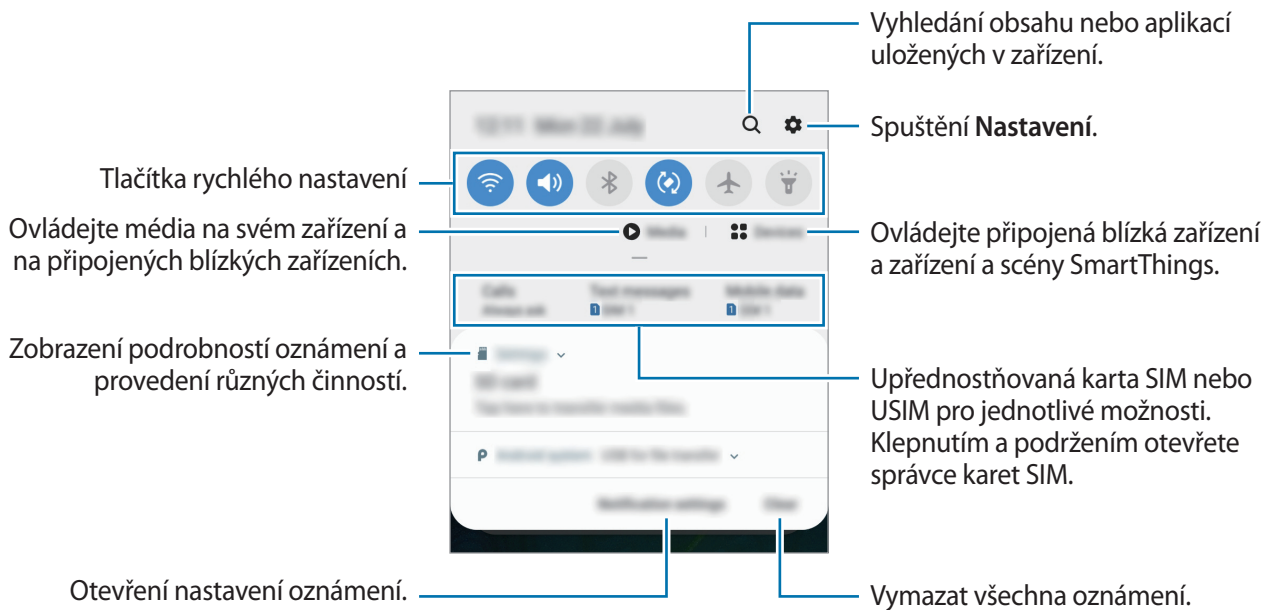 Vyhledání obsahu nebo aplikací
uložených v zařízení.
Spuštění Nastavení.
Tlačítka rychlého nastavení
Ovládejte média na svém zařízení a
na připojených blízkých zařízeních.
Ovládejte připojená blízká zařízení
a zařízení a scény SmartThings.
Zobrazení podrobností oznámení a
provedení různých činností.
Upřednostňovaná karta SIM nebo
USIM pro jednotlivé možnosti.
Klepnutím a podržením otevřete
správce karet SIM.
Otevření nastavení oznámení.
Vymazat všechna oznámení.